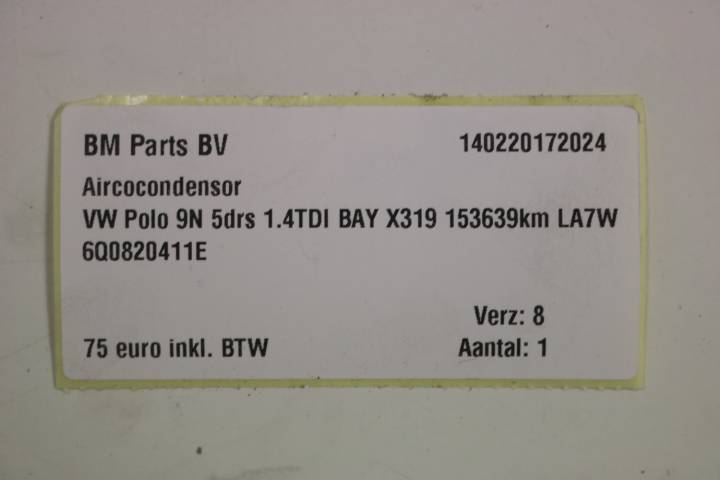 BM Parts BV 140220172024
Aircocondensor
VW Polo 9N 5drs 1.4TDI BAY X319 153639km LA7W
6Q0820411E
Verz: 8
75 euro inkl. BTW Aantal: 1